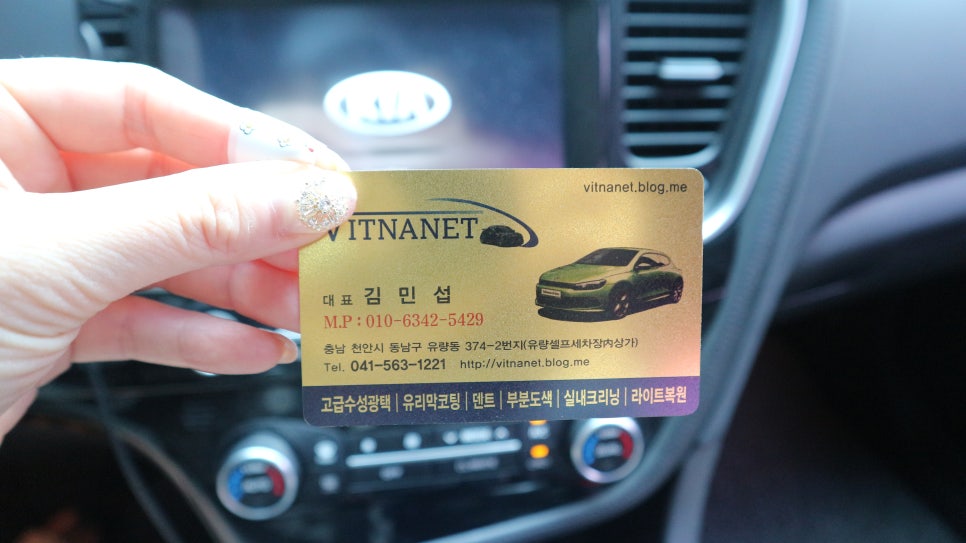 vitnanet.blog.me
VITNANET
대표 김민섭
M.P : 010-6342-5429
충남 천안시 동남구 유량동 374-2번지(유량셀프세차장内상가)
Tel. 041-563-1221 http://vitnanet.blog.me
고급수성광택 | 유리막코팅 | 덴트 | 부분도색 | 실내크리닝 | 라이트복원
KIA